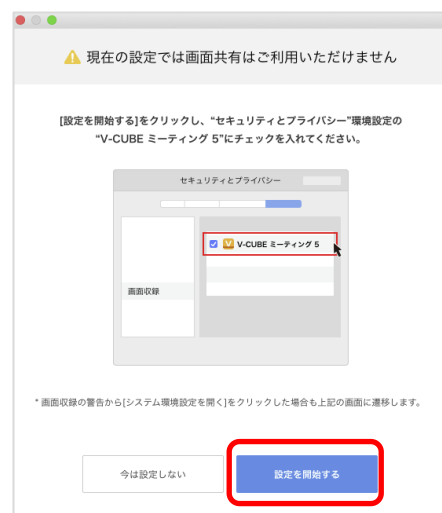 現在の設定では画面共有はご利用いただけません
[設定を開始する]をクリックし、“セキュリティとプライバシー”環境設定の
“V-CUBE ミーティング 5”にチェックを入れてください。
セキュリティとプライバシー
V-CUBE ミーティング 5
画面収録
* 画面収録の警告から[システム環境設定を開く]をクリックした場合も上記の画面に遷移します。
今は設定しない
設定を開始する